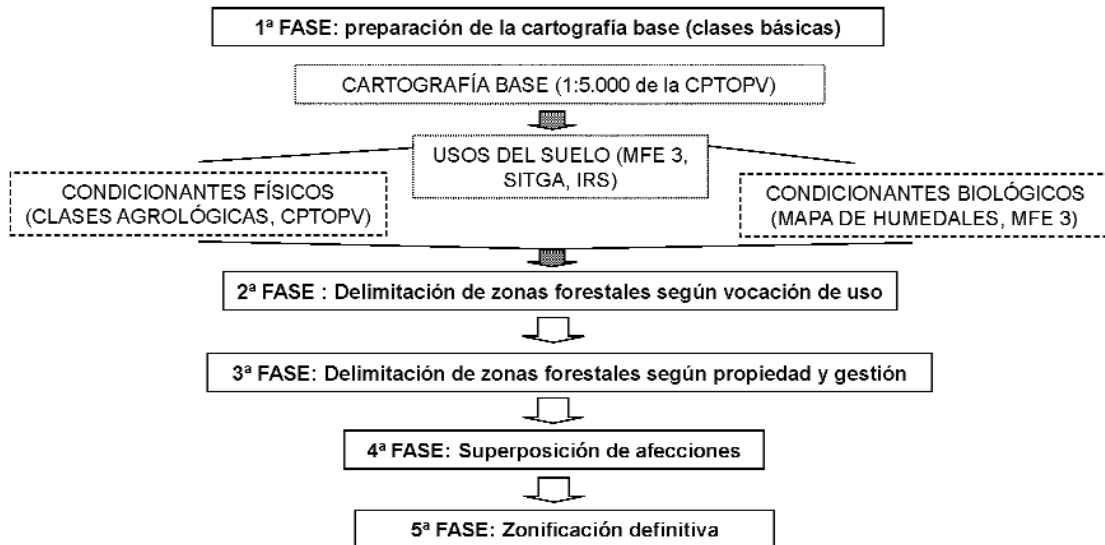 1ª FASE: preparación de la cartografía base (clases básicas)
CARTOGRAFÍA BASE (1:5.000 de la CPTOPV)
USOS DEL SUELO (MFE 3,
SITGA, IRS)
CONDICIONANTES FÍSICOS
(CLASES AGROLÓGICAS, CPTOPV)
CONDICIONANTES BIOLÓGICOS
(MAPA DE HUMEDALES, MFE 3)
2ª FASE : Delimitación de zonas forestales según vocación de uso
3ª FASE: Delimitación de zonas forestales según propiedad y gestión
4ª FASE: Superposición de afecciones
5ª FASE: Zonificación definitiva